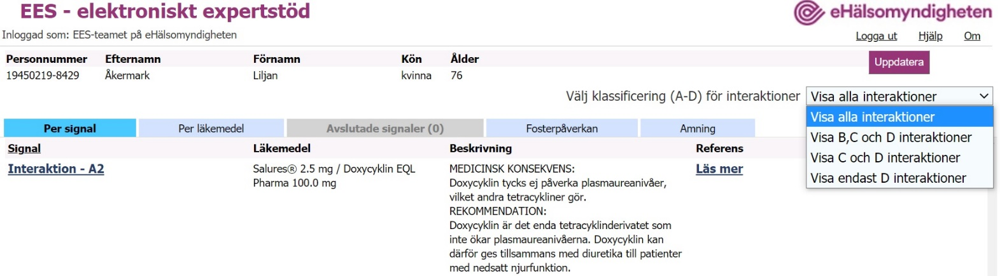 EES - elektroniskt expertstöd
eHälsomyndigheten
Inloggad som: EES-teamet på eHälsomyndigheten
Logga ut Hjälp Om
Personnummer Efternamn Förnamn Kön Ålder
Uppdatera
19450219-8429 Åkermark Liljan kvinna 76
Välj klassificering (A-D) för interaktioner Visa alla interaktioner
Visa alla interaktioner
Visa B,C och D interaktioner
Visa C och D interaktioner
Visa endast D interaktioner
Per signal Per läkemedel Avslutade signaler (0) Fosterpåverkan Amning
Signal Läkemedel Beskrivning Referens
Interaktion - A2 Salures® 2.5 mg / Doxycyklin EQL MEDICINSK KONSEKVENS: Läs mer
Pharma 100.0 mg Doxycyklin tycks ej påverka plasmaureanivåer,
vilket andra tetracykliner gör.
REKOMMENDATION:
Doxycyklin är det enda tetracyklinderivatet som
inte ökar plasmaureanivåerna. Doxycyklin kan
därför ges tillsammans med diuretika till patienter
med nedsatt njurfunktion.